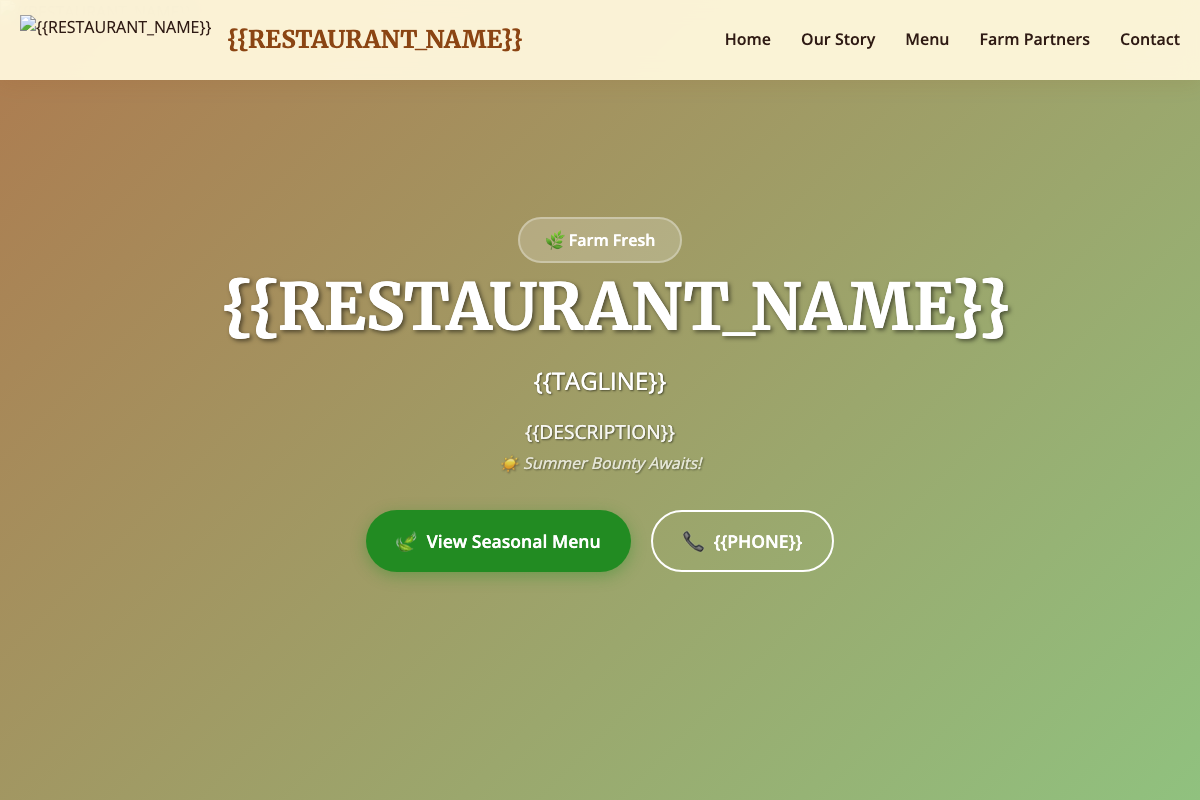 {{RESTAURANT_NAME}} {{RESTAURANT_NAME}} Home Our Story Menu Farm Partners Contact
🌿 Farm Fresh
{{RESTAURANT_NAME}}
{{TAGLINE}}
{{DESCRIPTION}}
☀️ Summer Bounty Awaits!
🌿 View Seasonal Menu 📞 {{PHONE}}